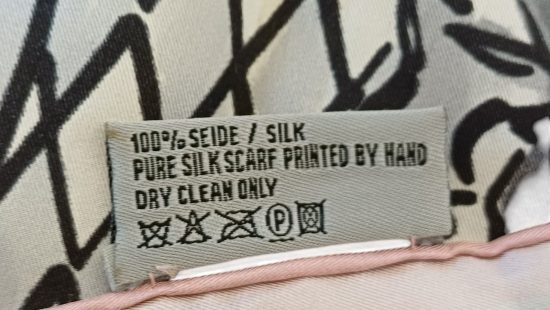 100% SEIDE / SILK
PURE SILK SCARF PRINTED BY HAND
DRY CLEAN ONLY
P